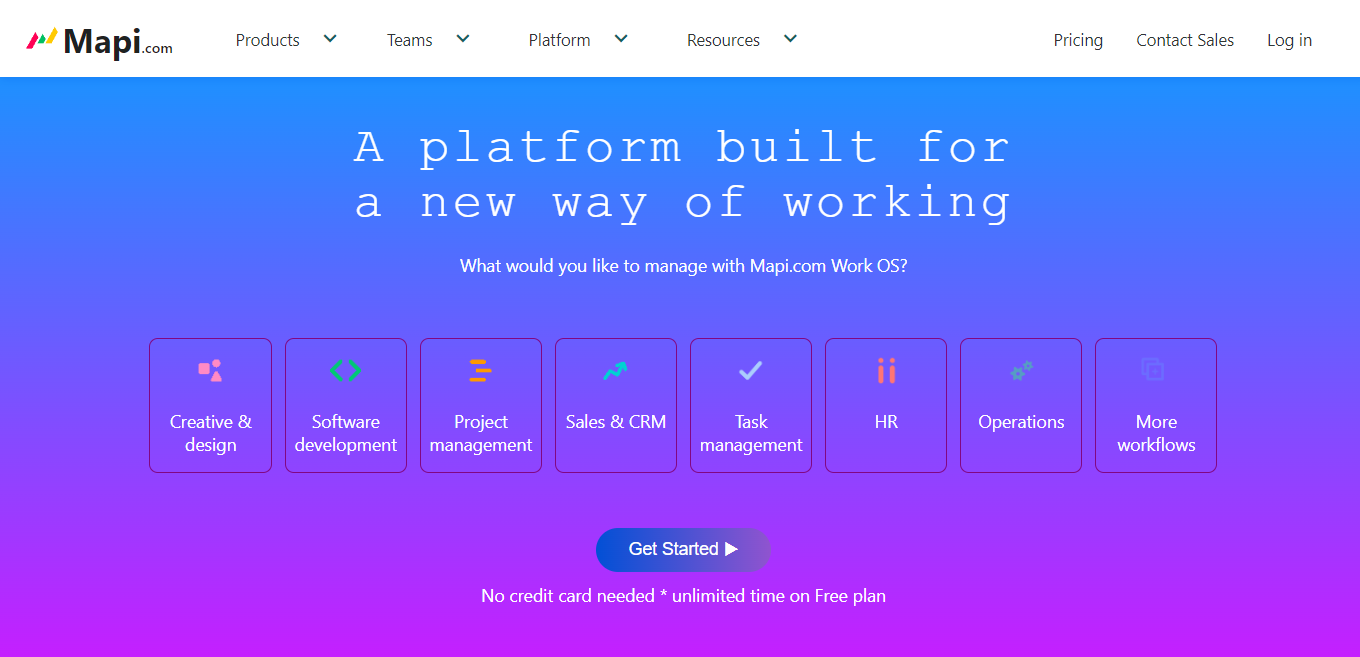 Mapi.com
Products
Teams
Platform
Resources
Pricing
Contact Sales
Log in
A platform built for
a new way of working
What would you like to manage with Mapi.com Work OS?
Creative &
design
Software
development
Project
management
Sales & CRM
Task
management
HR
Operations
More
workflows
Get Started
No credit card needed * unlimited time on Free plan